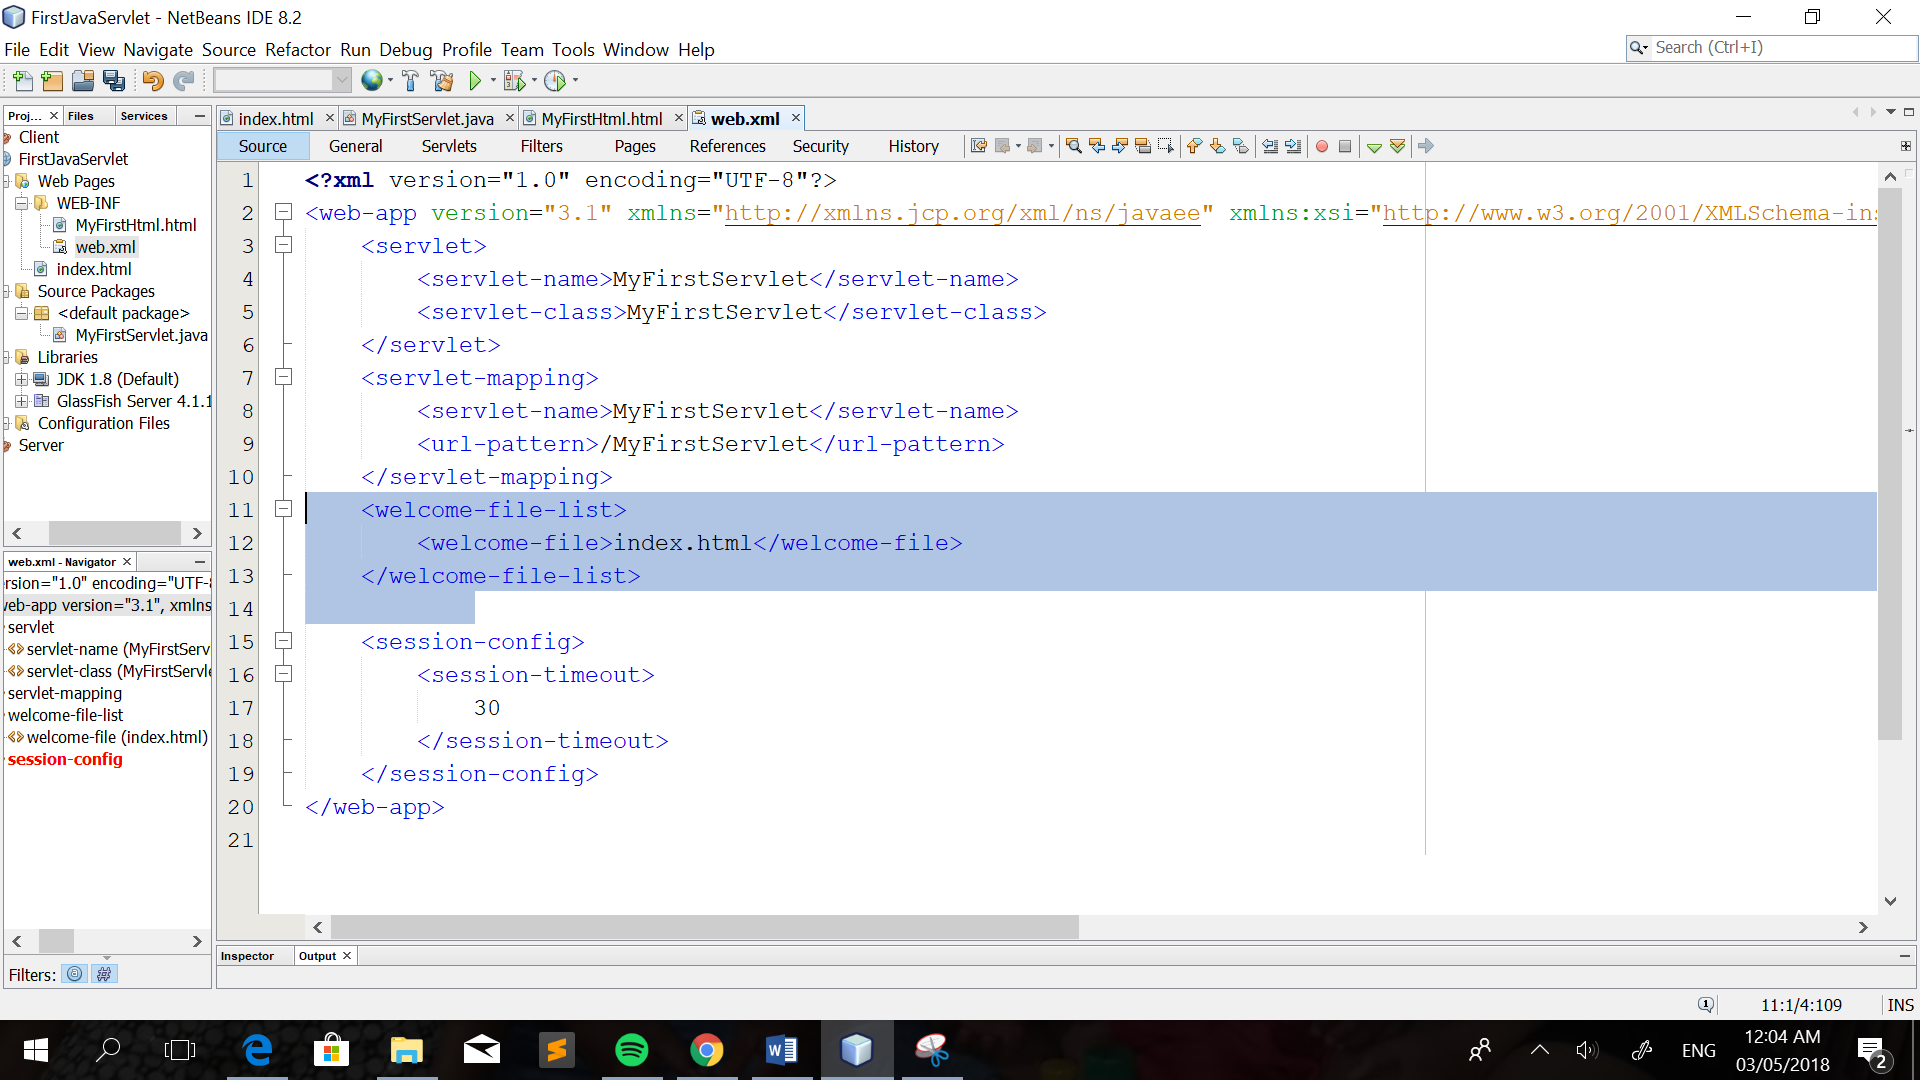 FirstJavaServlet - NetBeans IDE 8.2
File Edit View Navigate Source Refactor Run Debug Profile Team Tools Window Help
Search (Ctrl+I)
Proj... Files Services
Client
FirstJavaServlet
Web Pages
WEB-INF
MyFirstHtml.html
web.xml
index.html
Source Packages
<default package>
MyFirstServlet.java
Libraries
JDK 1.8 (Default)
GlassFish Server 4.1.1
Configuration Files
Server
web.xml - Navigator
rsion="1.0" encoding="UTF-8
eb-app version="3.1", xmlns
servlet
servlet-name (MyFirstServ
servlet-class (MyFirstServle
servlet-mapping
welcome-file-list
welcome-file (index.html)
session-config
Filters:
index.html MyFirstServlet.java MyFirstHtml.html web.xml
Source General Servlets Filters Pages References Security History
1 <?xml version="1.0" encoding="UTF-8"?>
2 <web-app version="3.1" xmlns="http://xmlns.jcp.org/xml/ns/javaee" xmlns:xsi="http://www.w3.org/2001/XMLSchema-ins
3 <servlet>
4 <servlet-name>MyFirstServlet</servlet-name>
5 <servlet-class>MyFirstServlet</servlet-class>
6 </servlet>
7 <servlet-mapping>
8 <servlet-name>MyFirstServlet</servlet-name>
9 <url-pattern>/MyFirstServlet</url-pattern>
10 </servlet-mapping>
11 <welcome-file-list>
12 <welcome-file>index.html</welcome-file>
13 </welcome-file-list>
14
15 <session-config>
16 <session-timeout>
17 30
18 </session-timeout>
19 </session-config>
20 </web-app>
21
Inspector Output
11:1/4:109 INS
ENG
12:04 AM
03/05/2018
2